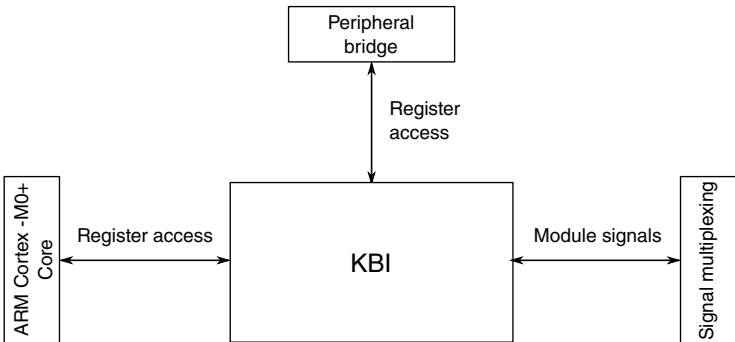 Peripheral
bridge
Register
access
ARM Cortex -M0+
Core
Register access
KBI
Module signals
Signal multiplexing